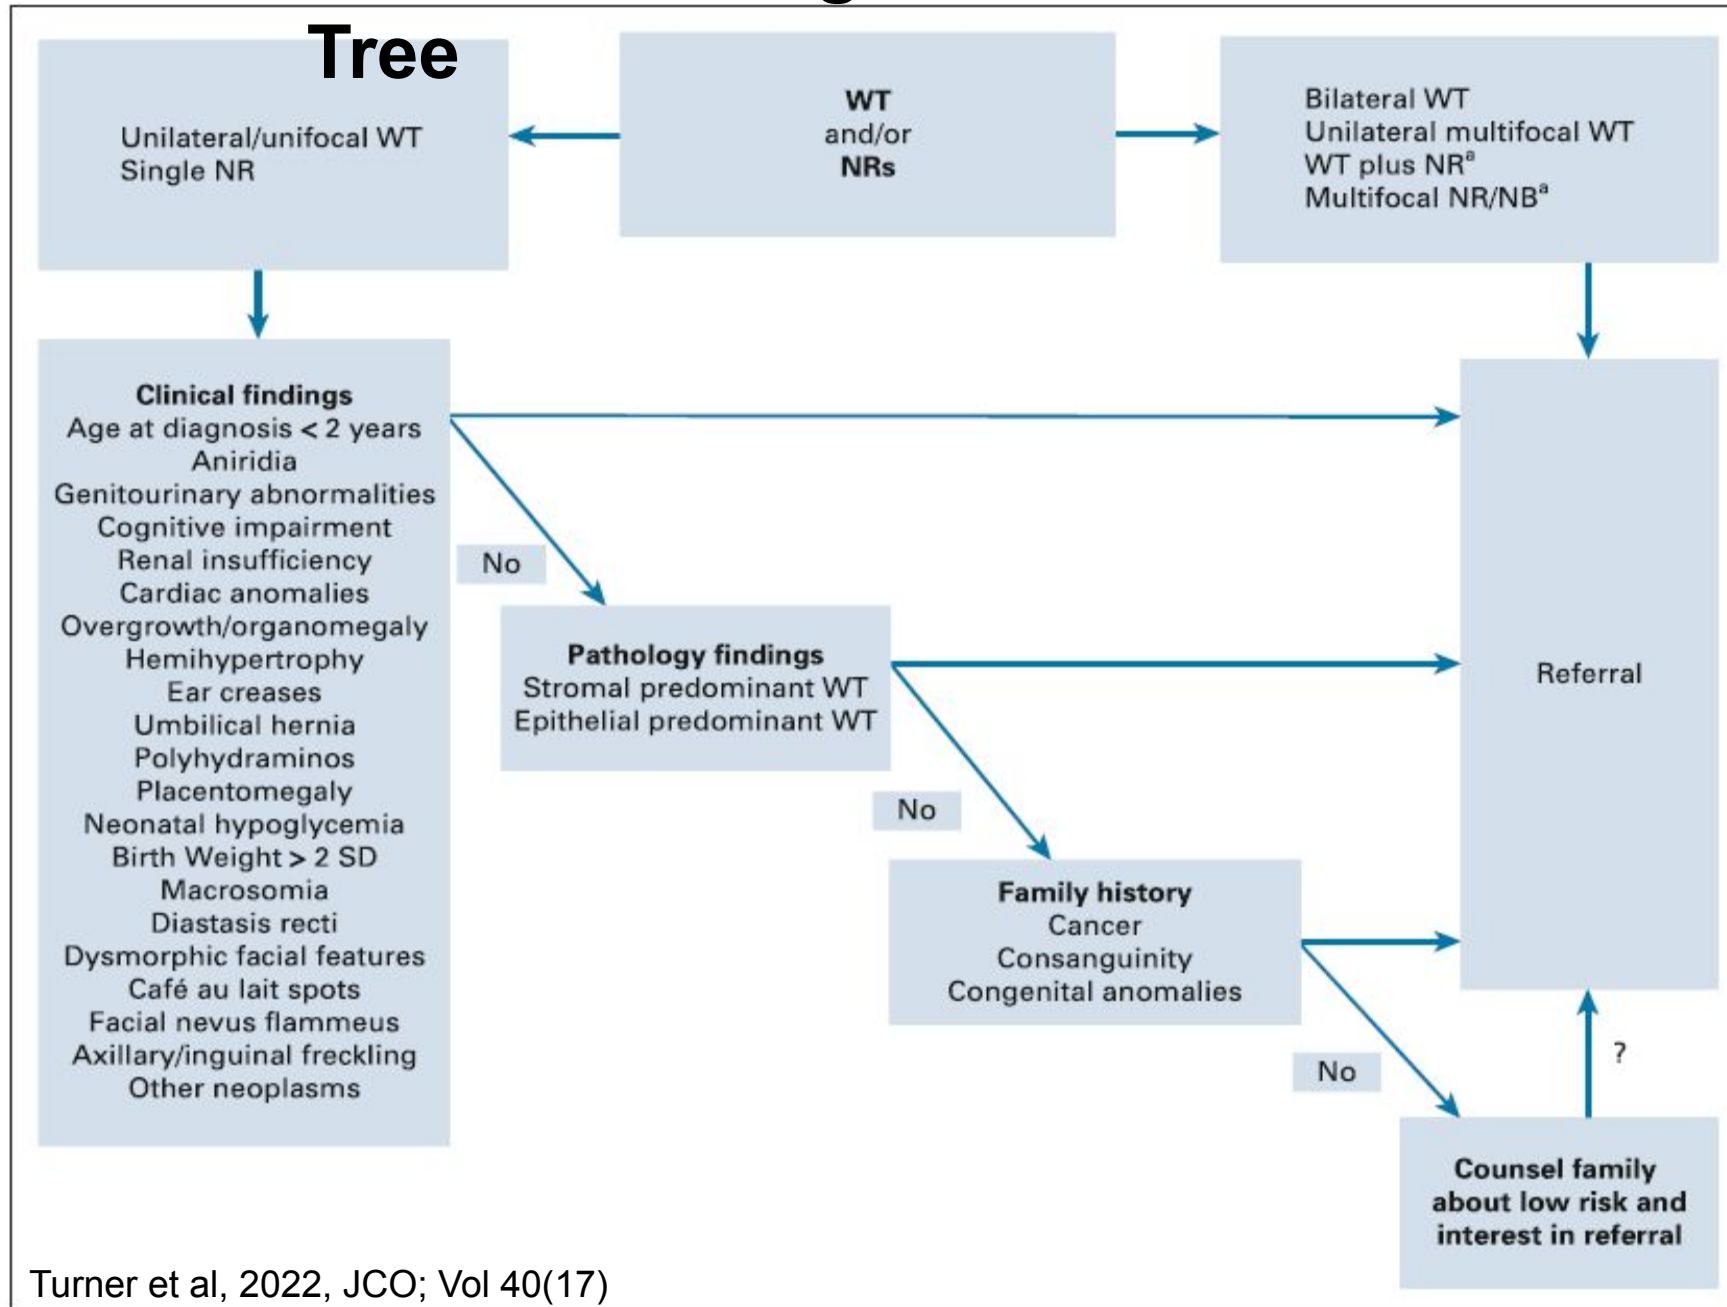 Tree
Unilateral/unifocal WT
Single NR
WT
and/or
NRs
Bilateral WT
Unilateral multifocal WT
WT plus NRᵃ
Multifocal NR/NBᵃ
Clinical findings
Age at diagnosis < 2 years
Aniridia
Genitourinary abnormalities
Cognitive impairment
Renal insufficiency
Cardiac anomalies
Overgrowth/organomegaly
Hemihypertrophy
Ear creases
Umbilical hernia
Polyhydraminos
Placentomegaly
Neonatal hypoglycemia
Birth Weight > 2 SD
Macrosomia
Diastasis recti
Dysmorphic facial features
Café au lait spots
Facial nevus flammeus
Axillary/inguinal freckling
Other neoplasms
No
Pathology findings
Stromal predominant WT
Epithelial predominant WT
No
Family history
Cancer
Consanguinity
Congenital anomalies
No
Referral
?
Counsel family
about low risk and
interest in referral
Turner et al, 2022, JCO; Vol 40(17)